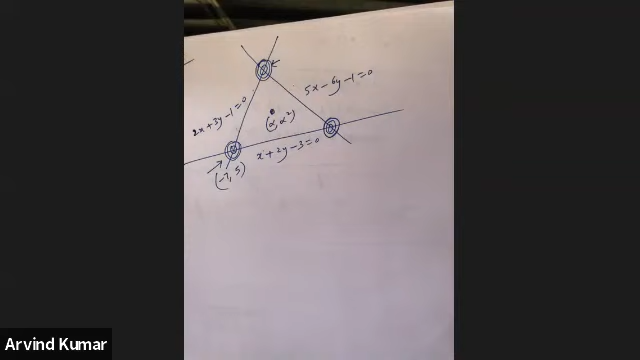 5x-6y-1=0
2x+3y-1=0
(α, α²)
x+2y-3=0
(-7, 5)
Arvind Kumar